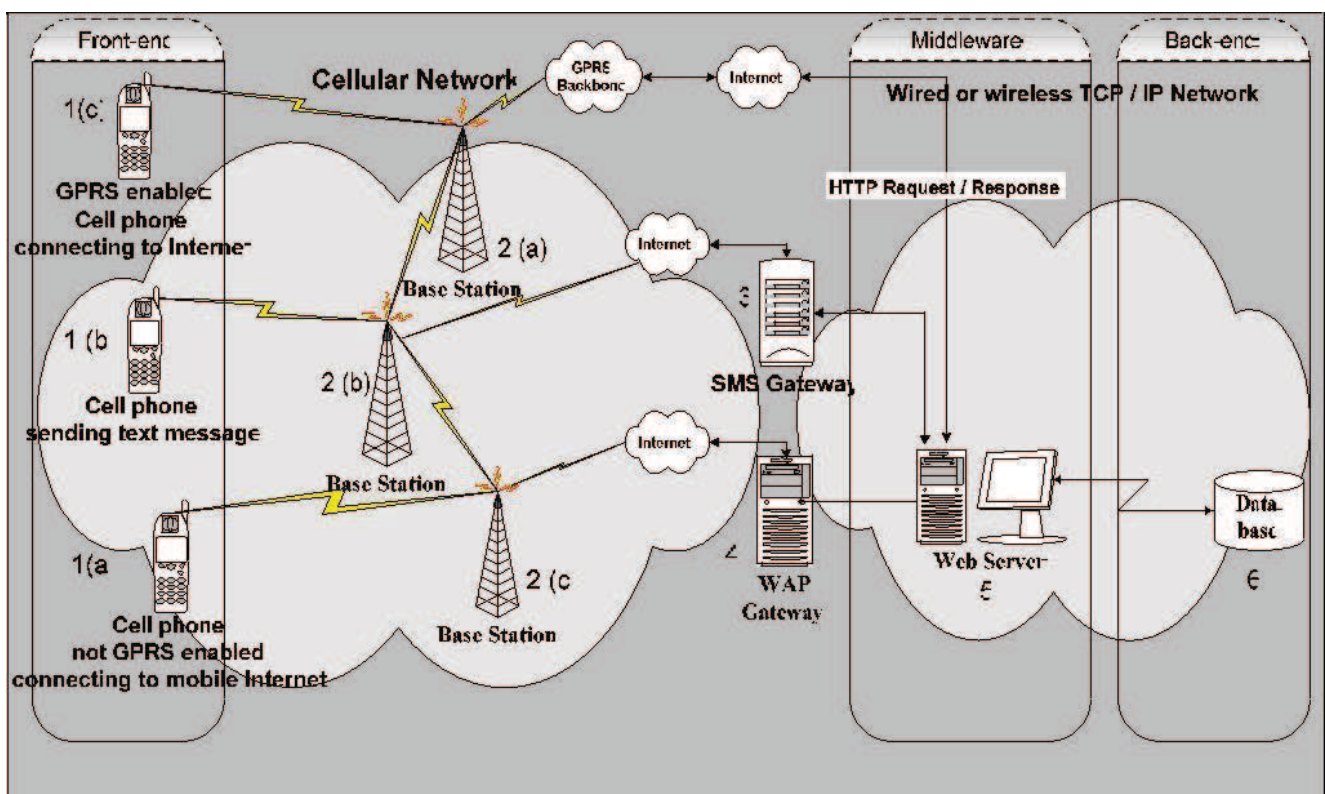 Front-end
Middleware
Back-end
Cellular Network
GPRS
Backbone
Internet
Wired or wireless TCP / IP Network
1(c)
GPRS enabled
Cell phone
connecting to Internet
HTTP Request / Response
2 (a)
Base Station
Internet
3
SMS Gateway
1 (b
Cell phone
sending text message
2 (b)
Base Station
Internet
1(a
Cell phone
not GPRS enabled
connecting to mobile Internet
2 (c
Base Station
WAP
Gateway
Web Server
5
Data-
base
6